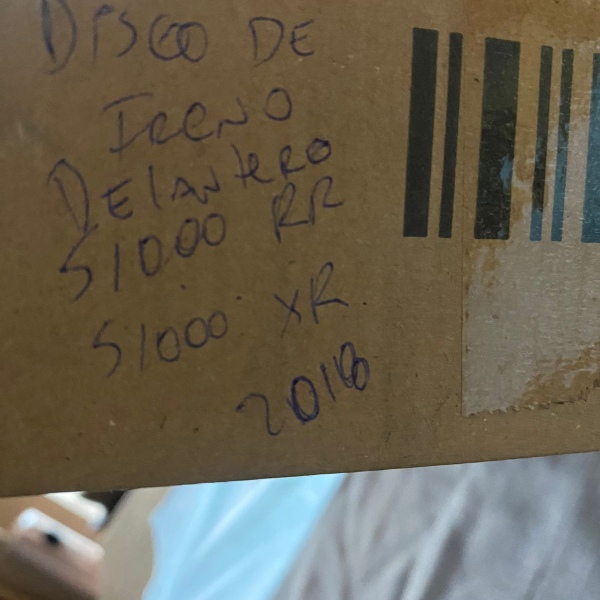 DISCO DE
FRENO
DELANTERO
S1000 RR
S1000 XR
2018